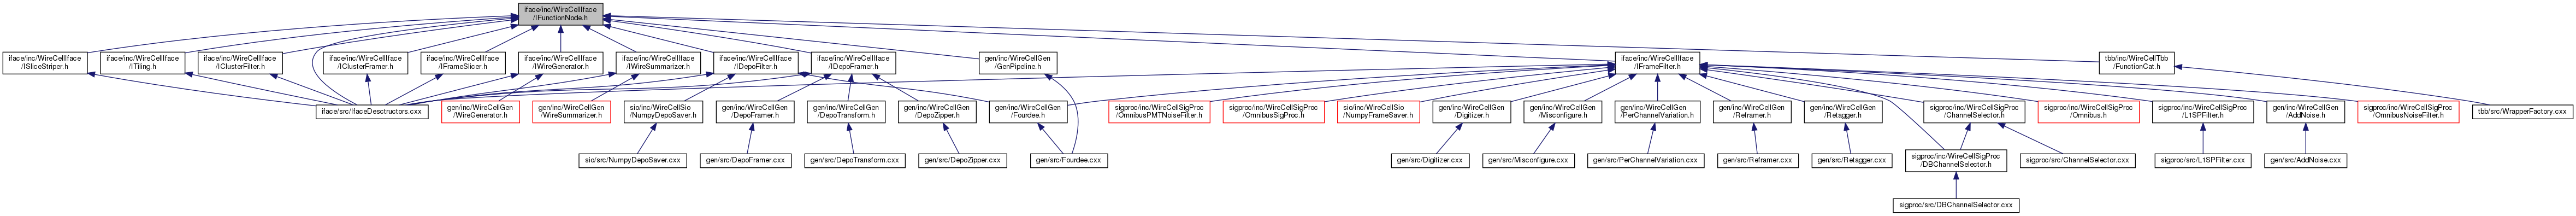 iface/inc/WireCellIface
/IFunctionNode.h
iface/inc/WireCellIface
/ISliceStriper.h
iface/inc/WireCellIface
/ITiling.h
iface/inc/WireCellIface
/IClusterFilter.h
iface/inc/WireCellIface
/IClusterFramer.h
iface/inc/WireCellIface
/IFrameSlicer.h
iface/inc/WireCellIface
/IWireGenerator.h
iface/inc/WireCellIface
/IWireSummarizer.h
iface/inc/WireCellIface
/IDepoFilter.h
iface/inc/WireCellIface
/IDepoFramer.h
gen/inc/WireCellGen
/GenPipeline.h
iface/inc/WireCellIface
/IFrameFilter.h
tbb/inc/WireCellTbb
/FunctionCat.h
iface/src/IfaceDesctructors.cxx
gen/inc/WireCellGen
/WireGenerator.h
gen/inc/WireCellGen
/WireSummarizer.h
sio/inc/WireCellSio
/NumpyDepoSaver.h
gen/inc/WireCellGen
/DepoFramer.h
gen/inc/WireCellGen
/DepoTransform.h
gen/inc/WireCellGen
/DepoZipper.h
gen/inc/WireCellGen
/Fourdee.h
sigproc/inc/WireCellSigProc
/OmnibusPMTNoiseFilter.h
sigproc/inc/WireCellSigProc
/OmnibusSigProc.h
sio/inc/WireCellSio
/NumpyFrameSaver.h
gen/inc/WireCellGen
/Digitizer.h
gen/inc/WireCellGen
/Misconfigure.h
gen/inc/WireCellGen
/PerChannelVariation.h
gen/inc/WireCellGen
/Reframer.h
gen/inc/WireCellGen
/Retagger.h
sigproc/inc/WireCellSigProc
/ChannelSelector.h
sigproc/inc/WireCellSigProc
/Omnibus.h
sigproc/inc/WireCellSigProc
/L1SPFilter.h
gen/inc/WireCellGen
/AddNoise.h
sigproc/inc/WireCellSigProc
/OmnibusNoiseFilter.h
tbb/src/WrapperFactory.cxx
sio/src/NumpyDepoSaver.cxx
gen/src/DepoFramer.cxx
gen/src/DepoTransform.cxx
gen/src/DepoZipper.cxx
gen/src/Fourdee.cxx
gen/src/Digitizer.cxx
gen/src/Misconfigure.cxx
gen/src/PerChannelVariation.cxx
gen/src/Reframer.cxx
gen/src/Retagger.cxx
sigproc/inc/WireCellSigProc
/DBChannelSelector.h
sigproc/src/ChannelSelector.cxx
sigproc/src/L1SPFilter.cxx
gen/src/AddNoise.cxx
sigproc/src/DBChannelSelector.cxx